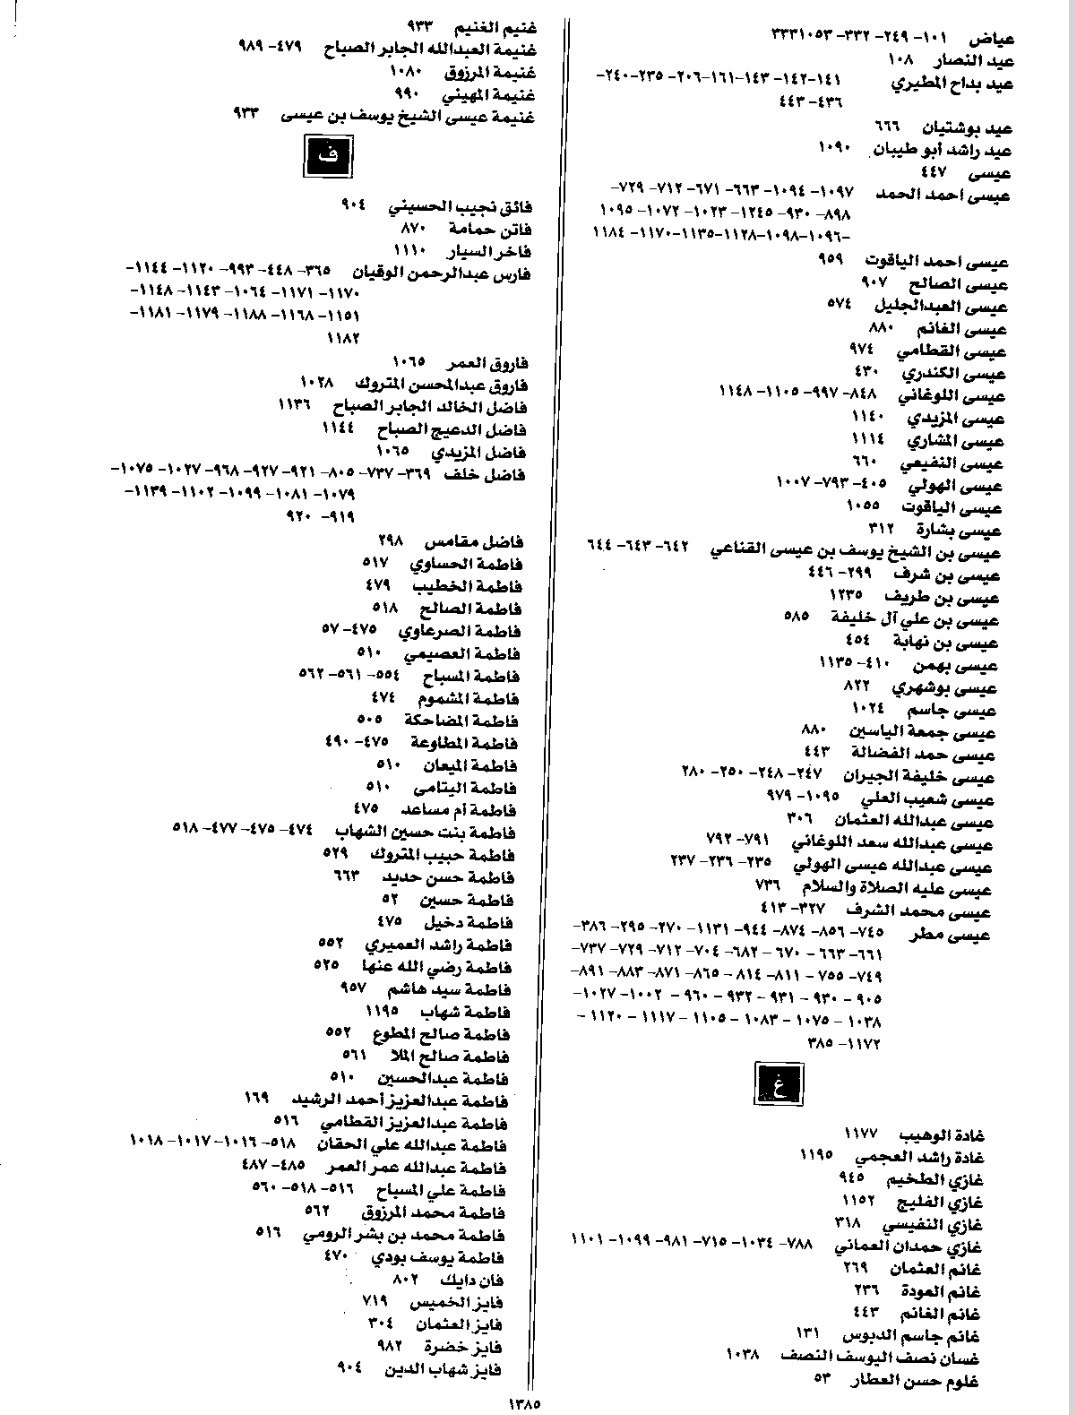 عياض ١٠١- ٢٤٩- ٣٣٢- ٣٣٣١٠٥٣
عيد النصار ١٠٨
عيد بداح المطيري ١٤١-١٤٢- ١٤٣-١٦١-٢٠٦- ٢٣٥-٢٤٠-
٤٣٦- ٤٤٣
عيد بوشتيان ٦٦٦
عيد راشد أبو طيبان ١٠٩٠
عيسى ٤٤٧
عيسى احمد الحمد ١٠٩٧- ١٠٩٤- ٦٦٣- ٦٧١- ٧١٢- ٧٢٩-
٨٩٨- ٩٣٠- ١٢٤٥- ١٠٢٣- ١٠٧٢- ١٠٩٥
-١٠٩٦-١٠٩٨-١١٢٨-١١٣٥-١١٧٠- ١١٨٤
عيسى احمد الياقوت ٩٥٩
عيسى الصالح ٩٠٧
عيسى العبدالجليل ٥٧٤
عيسى الغانم ٨٨٠
عيسى القطامي ٩٧٤
عيسى الكندري ٤٣٠
عيسى اللوغاني ٨٤٨- ٩٩٧- ١١٠٥-١١٤٨
عيسى المزيدي ١١٤٠
عيسى المشاري ١١١٤
عيسى النفيعي ٦٦٠
عيسى الهولي ٤٠٥- ٧٩٣- ١٠٠٧
عيسى الياقوت ١٠٥٥
عيسى بشارة ٣١٢
عيسى بن الشيخ يوسف بن عيسى القناعي ٦٤٢- ٦٤٣- ٦٤٤
عيسى بن شرف ٢٩٩- ٤٤٦
عيسى بن طريف ١٢٣٥
عيسى بن علي آل خليفة ٥٨٥
عيسى بن نهابة ٤٥٤
عيسى بهمن ٤١٠- ١١٣٥
عيسى بوشهري ٨٢٢
عيسى جاسم ١٠٢٤
عيسى جمعة الياسين ٨٨٠
عيسى حمد الفضالة ٤٤٣
عيسى خليفة الجيران ٢٤٧- ٢٤٨- ٢٥٠- ٢٨٠
عيسى شعيب العلي ١٠٩٥- ٩٧٩
عيسى عبدالله العثمان ٣٠٦
عيسى عبدالله سعد اللوغاني ٧٩١- ٧٩٢
عيسى عبدالله عيسى الهولي ٢٣٥- ٢٣٦- ٢٣٧
عيسى عليه الصلاة والسلام ٧٣٦
عيسى محمد الشرف ٣٢٧- ٤١٣
عيسى مطر ٧٤٥- ٨٥٦- ٨٧٤- ٩٤٤- ١١٣١- ٢٧٠- ٢٩٥- ٣٨٦-
٦٦١- ٦٦٣ - ٦٧٠ - ٦٨٢- ٧٠٤- ٧١٢- ٧٢٩- ٧٣٧-
٧٤٩- ٧٥٥ - ٨١١- ٨١٤ - ٨٦٥- ٨٧١- ٨٨٣- ٨٩١-
٩٠٥ - ٩٣٠ - ٩٣١ - ٩٣٢ - ٩٦٠ - ١٠٠٢- ١٠٢٧-
١٠٣٨ - ١٠٧٥ - ١٠٨٣ - ١١٠٥ - ١١١٧ - ١١٢٠ -
١١٧٢- ٣٨٥
غ
غادة الوهيب ١١٧٧
غادة راشد العجمي ١١٩٥
غازي الطخيم ٩٤٥
غازي الفليج ١١٥٢
غازي النفيسي ٣١٨
غازي حمدان العماني ٧٨٨- ١٠٣٤- ٧١٥- ٩٨١- ١٠٩٩- ١١٠١
غانم العثمان ٢٦٩
غانم العودة ٢٣٦
غانم الغانم ٤٤٣
غانم جاسم الدبوس ١٣١
غسان نصف اليوسف النصف ١٠٣٨
غلوم حسن العطار ٥٣
غنيم الغنيم ٩٣٣
غنيمة العبدالله الجابر الصباح ٤٧٩- ٩٨٩
غنيمة المرزوق ١٠٨٠
غنيمة المهيني ٩٩٠
غنيمة عيسى الشيخ يوسف بن عيسى ٩٣٣
ف
فائق نجيب الحسيني ٩٠٤
فاتن حمامة ٨٧٠
فاخر السيار ١١١٠
فارس عبدالرحمن الوقيان ٣٦٥- ٤٤٨- ٩٩٣- ١١٢٠- ١١٤٤-
١١٧٠- ١١٧١- ١٠٦٤- ١١٤٣- ١١٤٨-
١١٥١- ١١٦٨- ١١٨٨- ١١٧٩- ١١٨١-
١١٨٢
فاروق العمر ١٠٦٥
فاروق عبدالمحسن المتروك ١٠٢٨
فاضل الخالد الجابر الصباح ١١٣٦
فاضل الدعيج الصباح ١١٤٤
فاضل المزيدي ١٠٦٥
فاضل خلف ٣٦٩- ٧٣٧- ٨٠٥- ٩٢١- ٩٢٧- ٩٦٨- ١٠٢٧- ١٠٧٥-
١٠٧٩- ١٠٨١- ١٠٩٩- ١١٠٢- ١١٣٩-
٩١٩- ٩٢٠
فاضل مقامس ٢٩٨
فاطمة الحساوي ٥١٧
فاطمة الخطيب ٤٧٩
فاطمة الصالح ٥١٨
فاطمة الصرعاوي ٤٧٥- ٥٧
فاطمة العصيمي ٥١٠
فاطمة المسباح ٥٥٤- ٥٦١- ٥٦٢
فاطمة المشموم ٤٧٤
فاطمة المضاحكة ٥٠٥
فاطمة المطاوعة ٤٧٥- ٤٩٠
فاطمة الميعان ٥١٠
فاطمة اليتامى ٥١٠
فاطمة أم مساعد ٤٧٥
فاطمة بنت حسين الشهاب ٤٧٤- ٤٧٥- ٤٧٧- ٥١٨
فاطمة حبيب المتروك ٥٢٩
فاطمة حسن حديد ٦٦٣
فاطمة حسين ٥٢
فاطمة دخيل ٤٧٥
فاطمة راشد العميري ٥٥٢
فاطمة رضي الله عنها ٥٢٥
فاطمة سيد هاشم ٩٥٧
فاطمة شهاب ١١٩٥
فاطمة صالح المطوع ٥٥٢
فاطمة صالح الملا ٥٦١
فاطمة عبدالحسين ٥١٠
فاطمة عبدالعزيز أحمد الرشيد ١٦٩
فاطمة عبدالعزيز القطامي ٥١٦
فاطمة عبدالله علي الحقان ٥١٨- ١٠١٦- ١٠١٧- ١٠١٨
فاطمة عبدالله عمر العمر ٤٨٥- ٤٨٧
فاطمة علي المسباح ٥١٦- ٥١٨- ٥٦٠
فاطمة محمد المرزوق ٥٦٢
فاطمة محمد بن بشر الرومي ٥١٦
فاطمة يوسف بودي ٤٧٠
فان دايك ٨٠٢
فايز الخميس ٧١٩
فايز العثمان ٣٠٤
فايز خضرة ٩٨٢
فايز شهاب الدين ٩٠٤
١٣٨٥